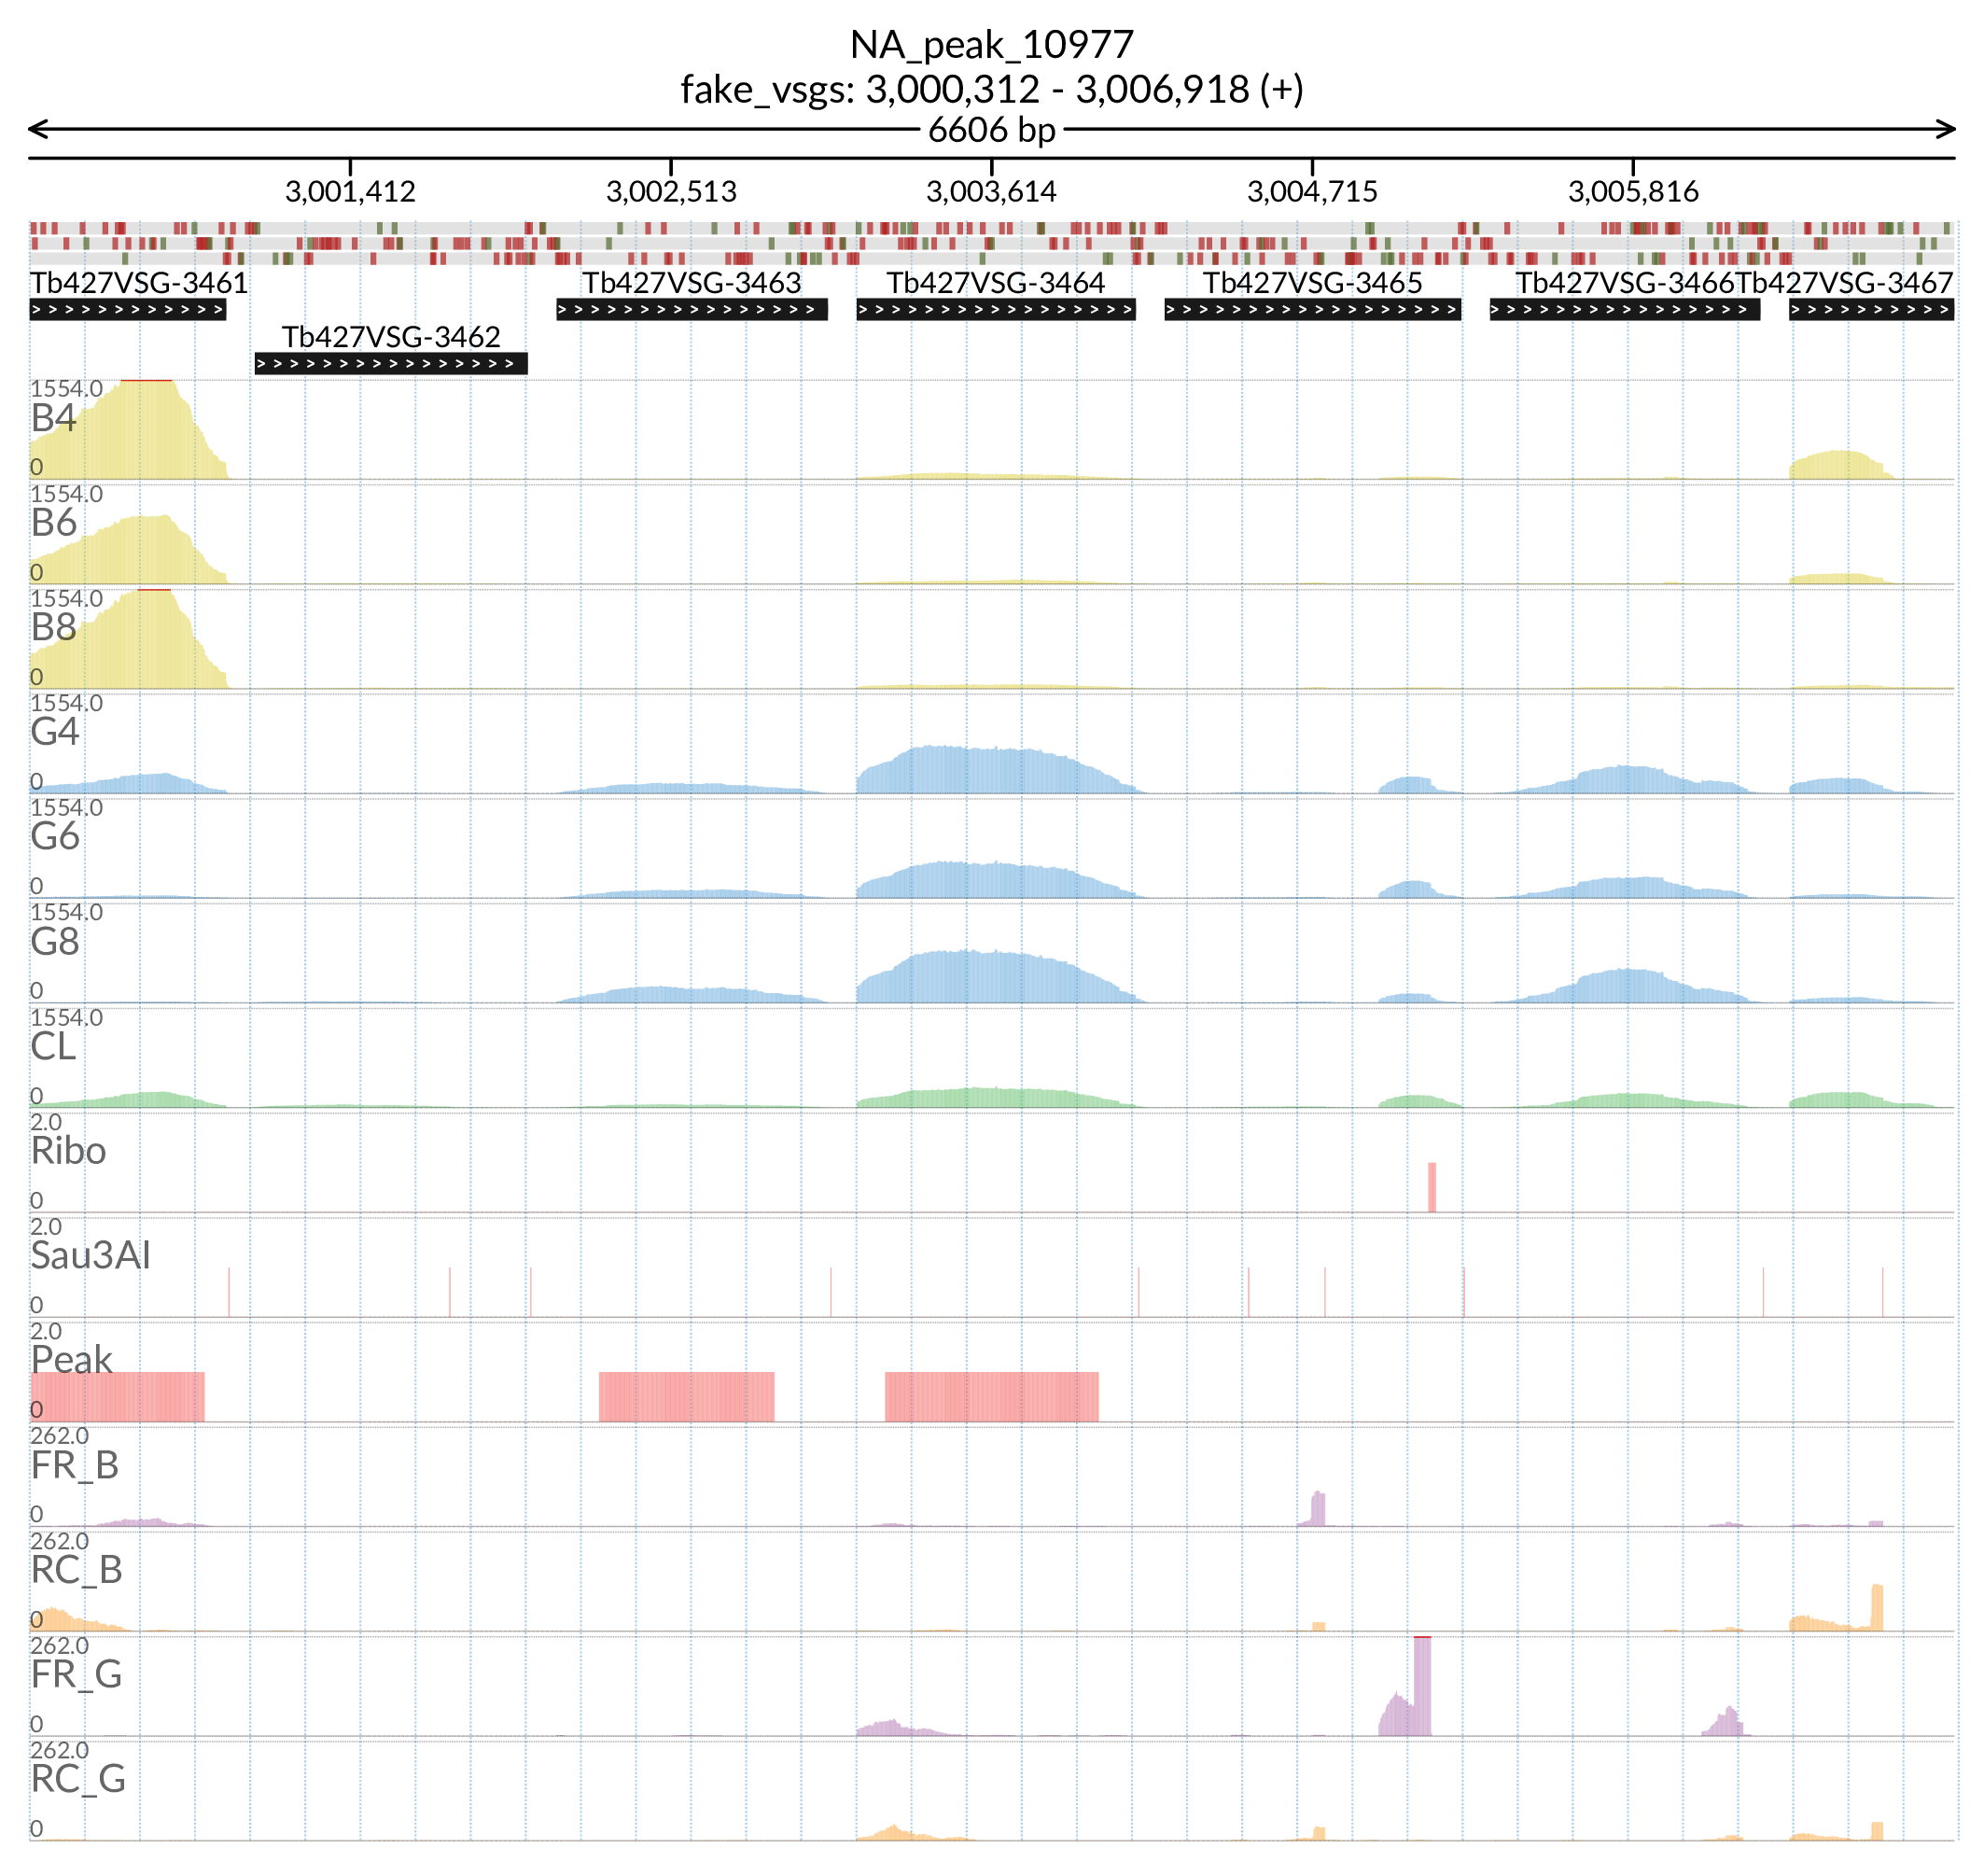 NA_peak_10977
fake_vsgs: 3,000,312 - 3,006,918 (+)
6606 bp
3,001,412 3,002,513 3,003,614 3,004,715 3,005,816
Tb427VSG-3461 Tb427VSG-3463 Tb427VSG-3464 Tb427VSG-3465 Tb427VSG-3466 Tb427VSG-3467
Tb427VSG-3462
1554.0
B4
0
1554.0
B6
0
1554.0
B8
0
1554.0
G4
0
1554.0
G6
0
1554.0
G8
0
1554.0
CL
0
2.0
Ribo
0
2.0
Sau3AI
0
2.0
Peak
0
262.0
FR_B
0
262.0
RC_B
0
262.0
FR_G
0
262.0
RC_G
0